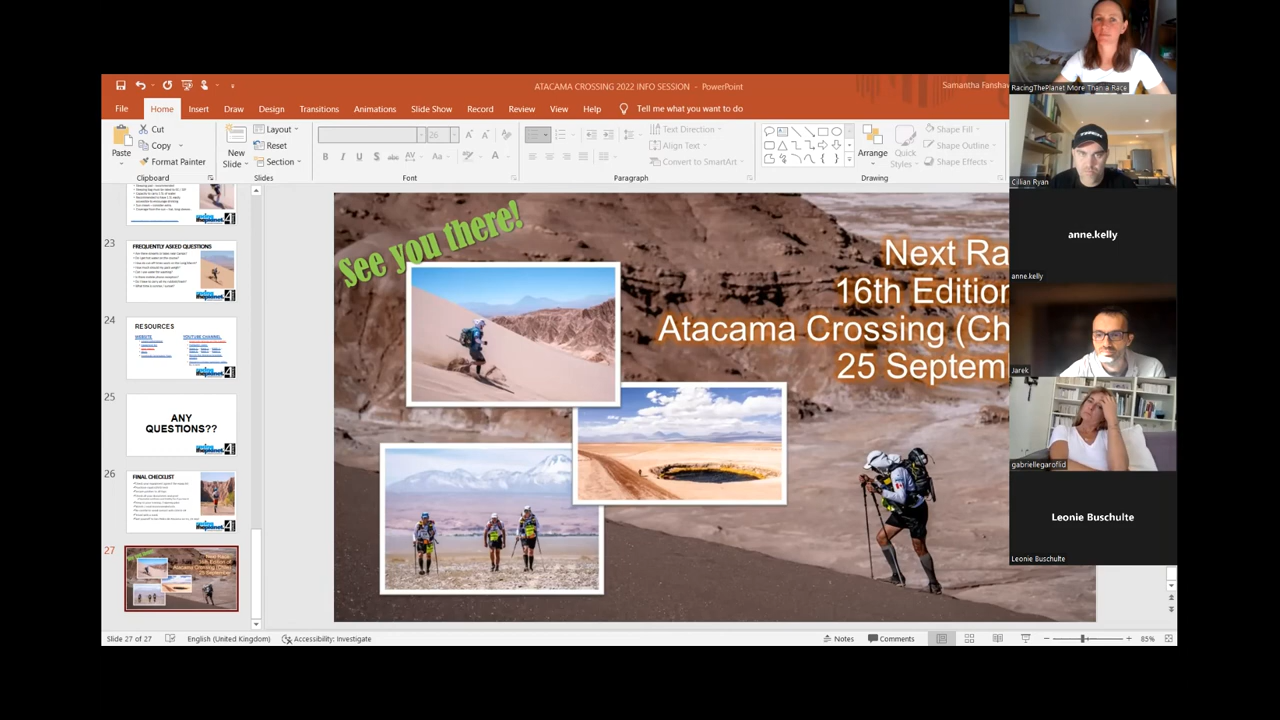 ATACAMA CROSSING 2022 INFO SESSION - PowerPoint
Samantha Fansha
File Home Insert Draw Design Transitions Animations Slide Show Record Review View Help Tell me what you want to do
Paste
Cut
Copy
Format Painter
Clipboard
New Slide
Layout
Reset
Section
Slides
26
Font
Text Direction
Align Text
Convert to SmartArt
Paragraph
Arrange
Quick Styles
Shape Fill
Shape Outline
Shape Effects
Drawing
23
FREQUENTLY ASKED QUESTIONS
24
RESOURCES
WEBSITE
YOUTUBE CHANNEL
25
ANY
QUESTIONS??
26
FINAL CHECKLIST
27
See you there!
Next Ra
16th Edition
Atacama Crossing (Ch
25 Septem
RacingThePlanet More Than a Race
Cillian Ryan
anne.kelly
anne.kelly
Jarek
gabriellegaroflid
Leonie Buschulte
Leonie Buschulte
Slide 27 of 27
English (United Kingdom)
Accessibility: Investigate
Notes
Comments
85%